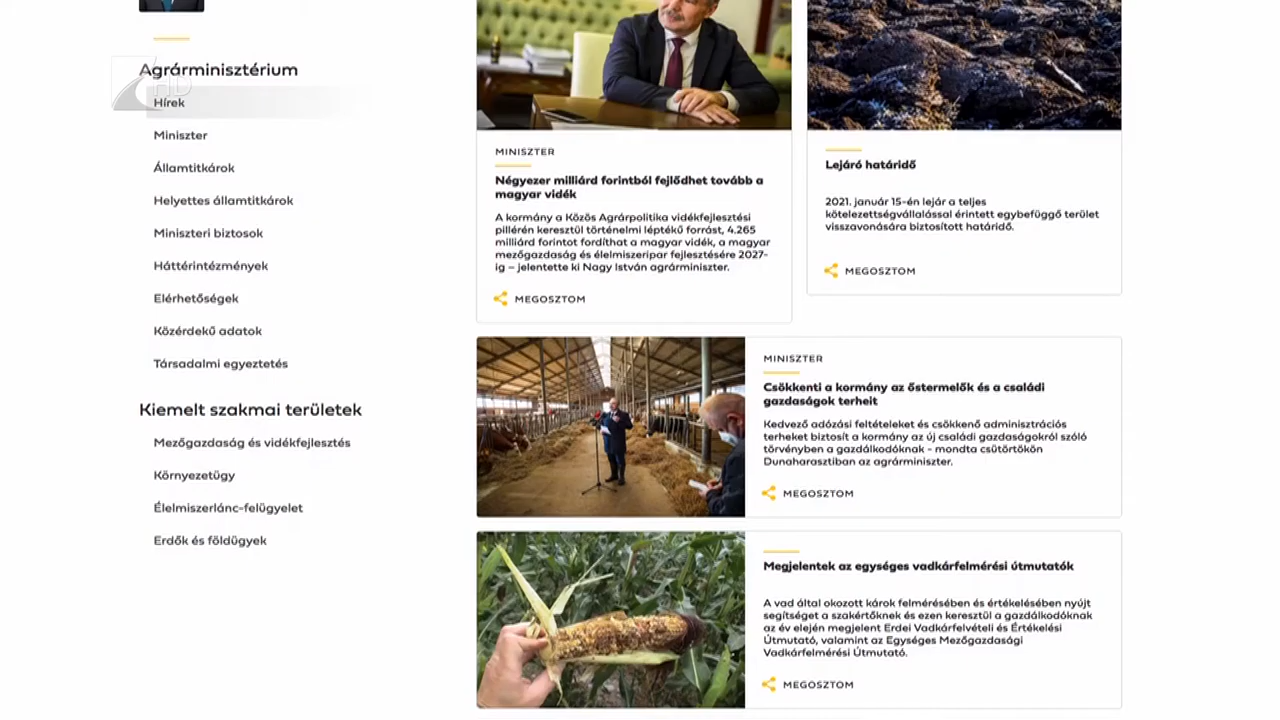 Agrárminisztérium
HD
Hírek
Miniszter
Államtitkárok
Helyettes államtitkárok
Miniszteri biztosok
Háttérintézmények
Elérhetőségek
Közérdekű adatok
Társadalmi egyeztetés
Kiemelt szakmai területek
Mezőgazdaság és vidékfejlesztés
Környezetügy
Élelmiszerlánc-felügyelet
Erdők és földügyek
MINISZTER
Négyezer milliárd forintból fejlődhet tovább a
magyar vidék
A kormány a Közös Agrárpolitika vidékfejlesztési
pillérén keresztül történelmi léptékű forrást, 4.265
milliárd forintot fordíthat a magyar vidék, a magyar
mezőgazdaság és élelmiszeripar fejlesztésére 2027-
ig – jelentette ki Nagy István agrárminiszter.
MEGOSZTOM
Lejáró határidő
2021. január 15-én lejár a teljes
kötelezettségvállalással érintett egybefüggő terület
visszavonására biztosított határidő.
MEGOSZTOM
MINISZTER
Csökkenti a kormány az őstermelők és a családi
gazdaságok terheit
Kedvező adózási feltételeket és csökkenő adminisztrációs
terheket biztosít a kormány az új családi gazdaságokról szóló
törvényben a gazdálkodóknak - mondta csütörtökön
Dunaharasztiban az agrárminiszter.
MEGOSZTOM
Megjelentek az egységes vadkárfelmérési útmutatók
A vad által okozott károk felmérésében és értékelésében nyújt
segítséget a szakértőknek és ezen keresztül a gazdálkodóknak
az év elején megjelent Erdei Vadkárfelvételi és Értékelési
Útmutató, valamint az Egységes Mezőgazdasági
Vadkárfelmérési Útmutató.
MEGOSZTOM